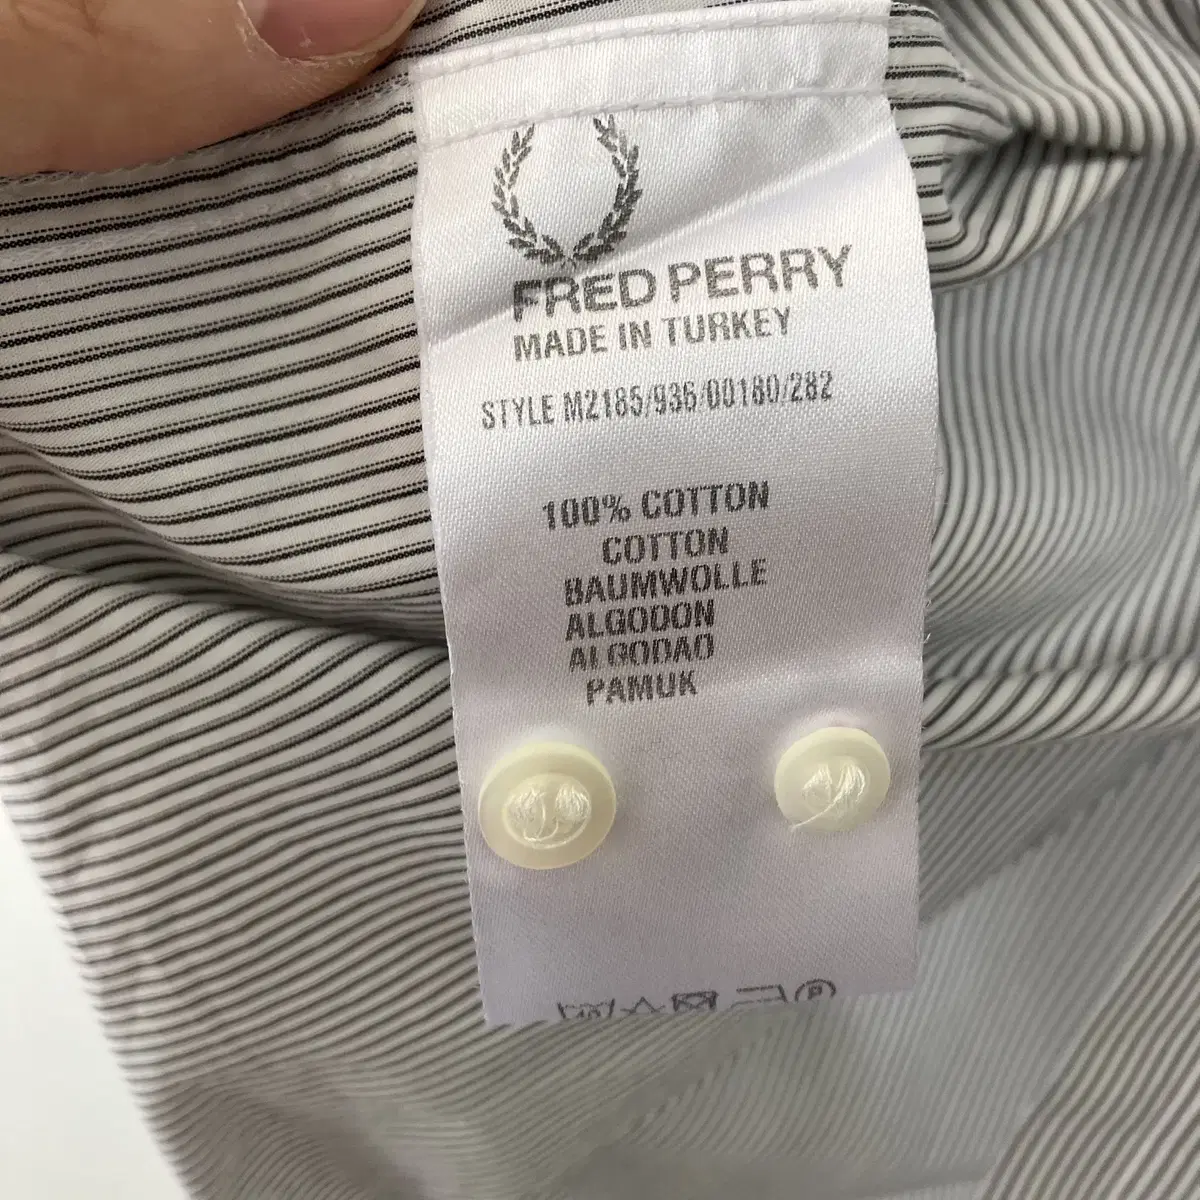 FRED PERRY
MADE IN TURKEY
STYLE M2185/936/00180/282
100% COTTON
COTTON
BAUMWOLLE
ALGODON
ALGODAO
PAMUK